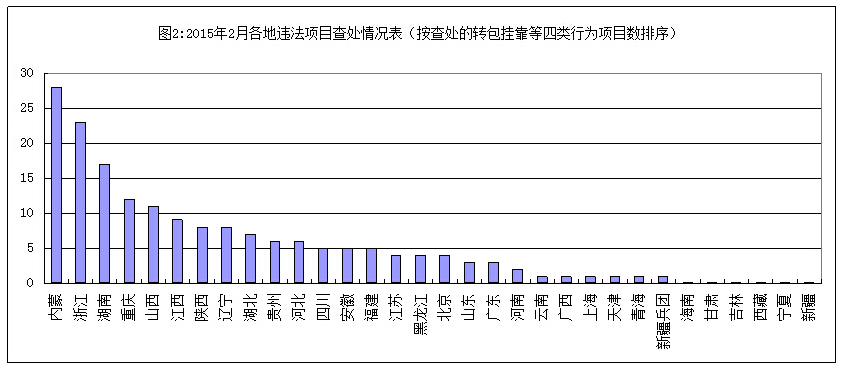 图2:2015年2月各地违法项目查处情况表（按查处的转包挂靠等四类行为项目数排序）
30
25
20
15
10
5
0
内蒙
浙江
湖南
重庆
山西
江西
陕西
辽宁
湖北
贵州
河北
四川
安徽
福建
江苏
黑龙江
北京
山东
广东
河南
云南
广西
上海
天津
青海
新疆兵团
海南
甘肃
吉林
西藏
宁夏
新疆